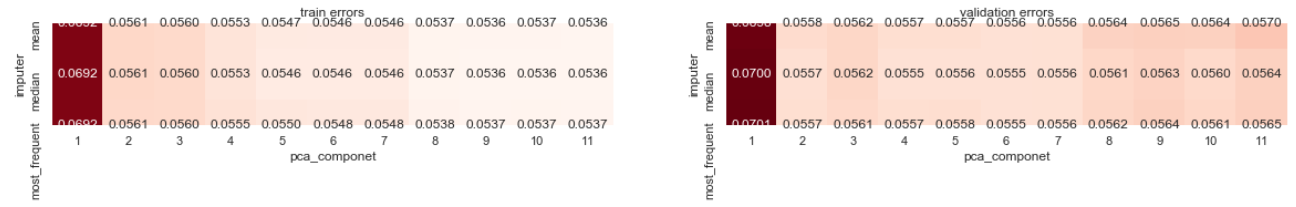 train errors
imputer
mean
0.0692 0.0561 0.0560 0.0553 0.0547 0.0546 0.0546 0.0537 0.0536 0.0537 0.0536
median
0.0692 0.0561 0.0560 0.0553 0.0546 0.0546 0.0546 0.0537 0.0536 0.0536 0.0536
most_frequent
0.0692 0.0561 0.0560 0.0555 0.0550 0.0548 0.0548 0.0538 0.0537 0.0537 0.0537
1 2 3 4 5 6 7 8 9 10 11
pca_componet
validation errors
imputer
mean
0.0558 0.0562 0.0557 0.0557 0.0556 0.0556 0.0564 0.0565 0.0564 0.0570
median
0.0700 0.0557 0.0562 0.0555 0.0556 0.0555 0.0556 0.0561 0.0563 0.0560 0.0564
most_frequent
0.0701 0.0557 0.0561 0.0557 0.0558 0.0555 0.0556 0.0562 0.0564 0.0561 0.0565
1 2 3 4 5 6 7 8 9 10 11
pca_componet